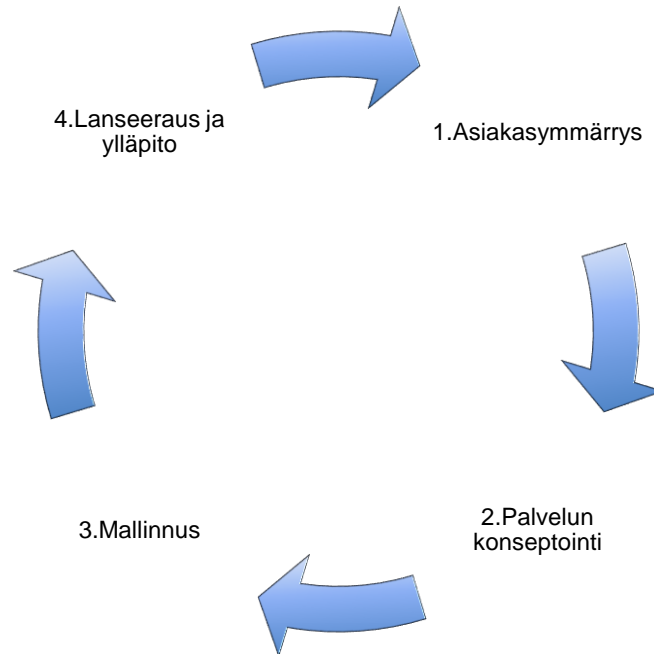 4.Lanseeraus ja
ylläpito
1.Asiakasymmärrys
3.Mallinnus
2.Palvelun
konseptointi